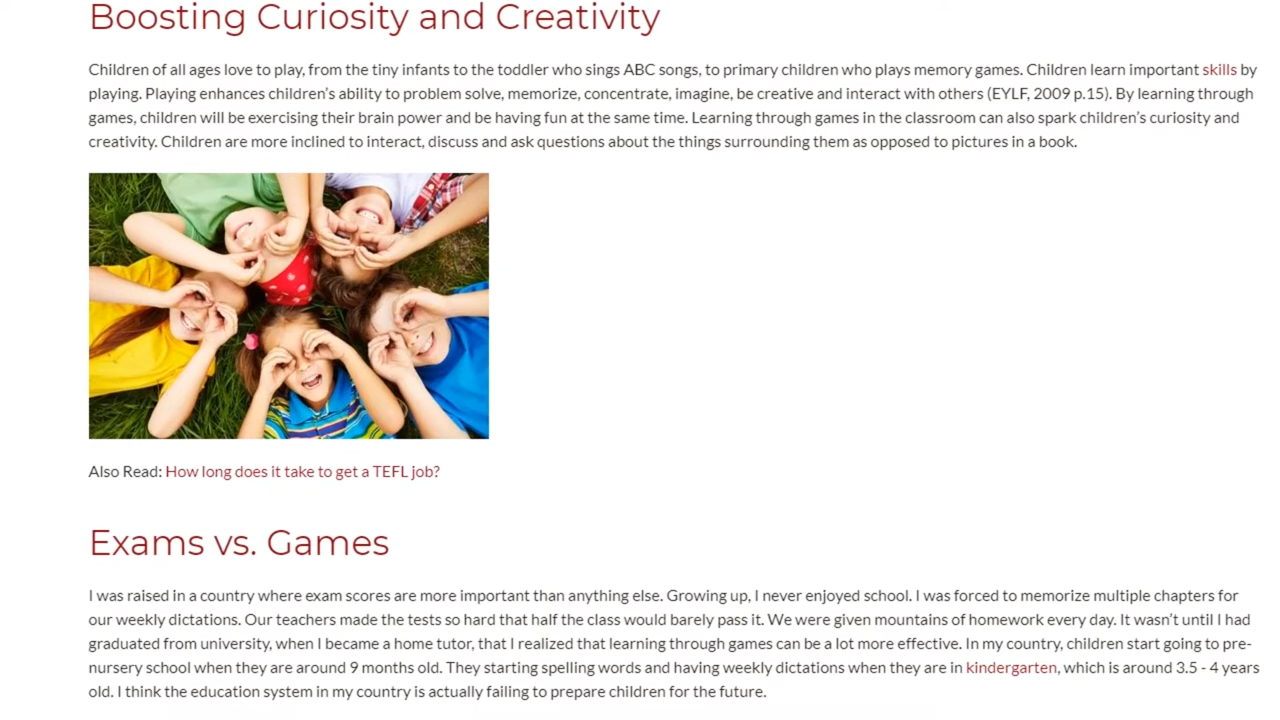 Boosting Curiosity and Creativity
Children of all ages love to play, from the tiny infants to the toddler who sings ABC songs, to primary children who plays memory games. Children learn important skills by
playing. Playing enhances children's ability to problem solve, memorize, concentrate, imagine, be creative and interact with others (EYLF, 2009 p.15). By learning through
games, children will be exercising their brain power and be having fun at the same time. Learning through games in the classroom can also spark children's curiosity and
creativity. Children are more inclined to interact, discuss and ask questions about the things surrounding them as opposed to pictures in a book.
Also Read: How long does it take to get a TEFL job?
Exams vs. Games
I was raised in a country where exam scores are more important than anything else. Growing up, I never enjoyed school. I was forced to memorize multiple chapters for
our weekly dictations. Our teachers made the tests so hard that half the class would barely pass it. We were given mountains of homework every day. It wasn't until I had
graduated from university, when I became a home tutor, that I realized that learning through games can be a lot more effective. In my country, children start going to pre-
nursery school when they are around 9 months old. They starting spelling words and having weekly dictations when they are in kindergarten, which is around 3.5 - 4 years
old. I think the education system in my country is actually failing to prepare children for the future.